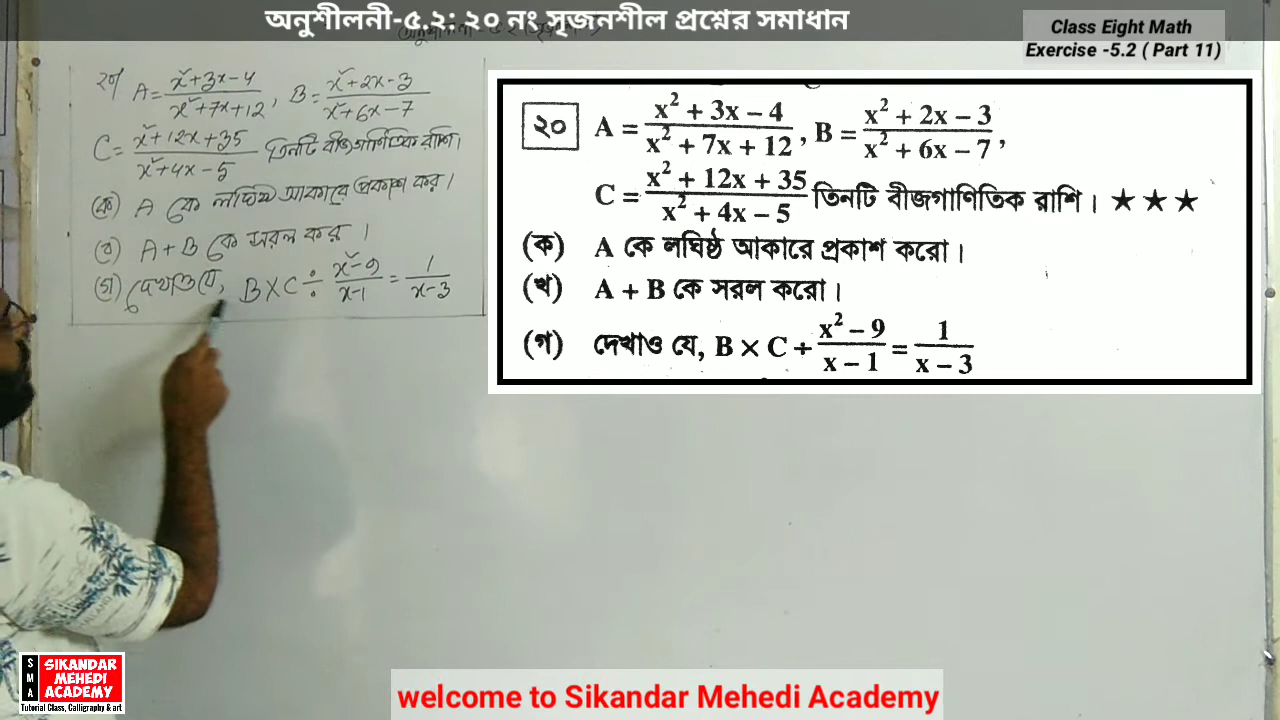 অনুশীলনী-৫.২: ২০ নং সৃজনশীল প্রশ্নের সমাধান
Class Eight Math
Exercise -5.2 ( Part 11)
২০) A = (x²+3x-4)/(x²+7x+12), B = (x²+2x-3)/(x²+6x-7)
C = (x²+12x+35)/(x²+4x-5) তিনটি বীজগাণিতিক রাশি।
(ক) A কে লঘিষ্ঠ আকারে প্রকাশ কর।
(খ) A+B কে সরল কর।
(গ) দেখাও যে, B×C ÷ (x²-9)/(x-1) = 1/(x-3)
২০ A = (x² + 3x – 4)/(x² + 7x + 12), B = (x² + 2x – 3)/(x² + 6x – 7),
C = (x² + 12x + 35)/(x² + 4x – 5) তিনটি বীজগাণিতিক রাশি। ★ ★ ★
(ক) A কে লঘিষ্ঠ আকারে প্রকাশ করো।
(খ) A + B কে সরল করো।
(গ) দেখাও যে, B × C + (x² – 9)/(x – 1) = 1/(x – 3)
SMA
SIKANDAR
MEHEDI
ACADEMY
Tutorial Class, Calligraphy & art
welcome to Sikandar Mehedi Academy